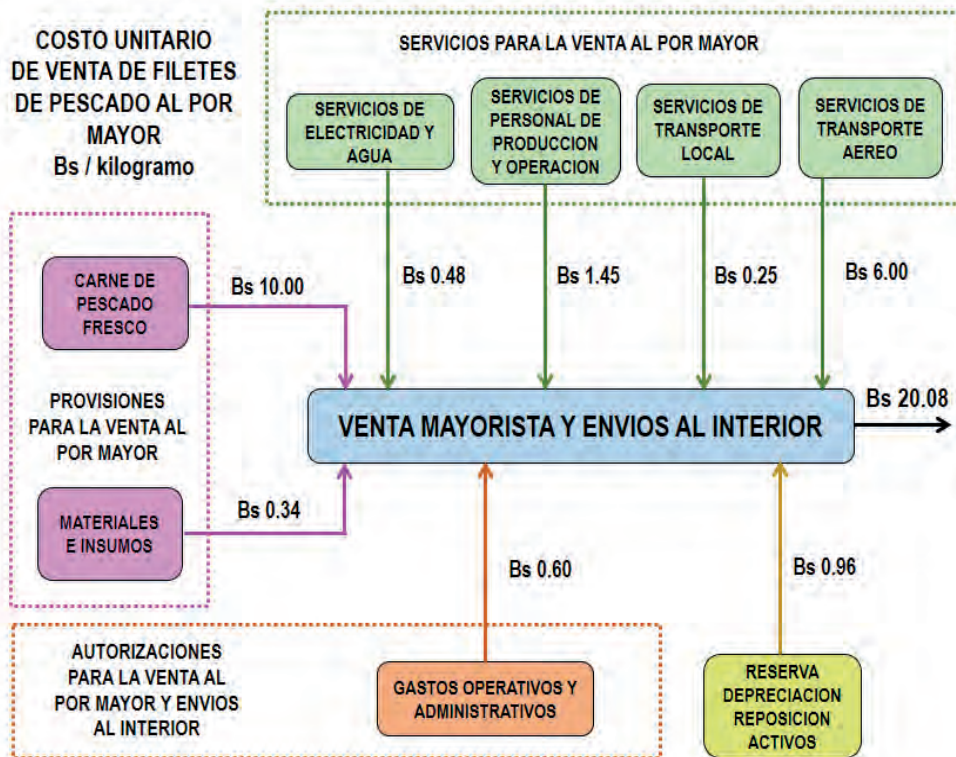 COSTO UNITARIO
DE VENTA DE FILETES
DE PESCADO AL POR
MAYOR
Bs / kilogramo
SERVICIOS PARA LA VENTA AL POR MAYOR
SERVICIOS DE
ELECTRICIDAD Y
AGUA
SERVICIOS DE
PERSONAL DE
PRODUCCION
Y OPERACION
SERVICIOS DE
TRANSPORTE
LOCAL
SERVICIOS DE
TRANSPORTE
AEREO
Bs 0.48
Bs 1.45
Bs 0.25
Bs 6.00
CARNE DE
PESCADO
FRESCO
Bs 10.00
PROVISIONES
PARA LA VENTA AL
POR MAYOR
VENTA MAYORISTA Y ENVIOS AL INTERIOR
Bs 20.08
MATERIALES
E INSUMOS
Bs 0.34
Bs 0.60
Bs 0.96
AUTORIZACIONES
PARA LA VENTA AL
POR MAYOR Y ENVIOS
AL INTERIOR
GASTOS OPERATIVOS Y
ADMINISTRATIVOS
RESERVA
DEPRECIACION
REPOSICION
ACTIVOS